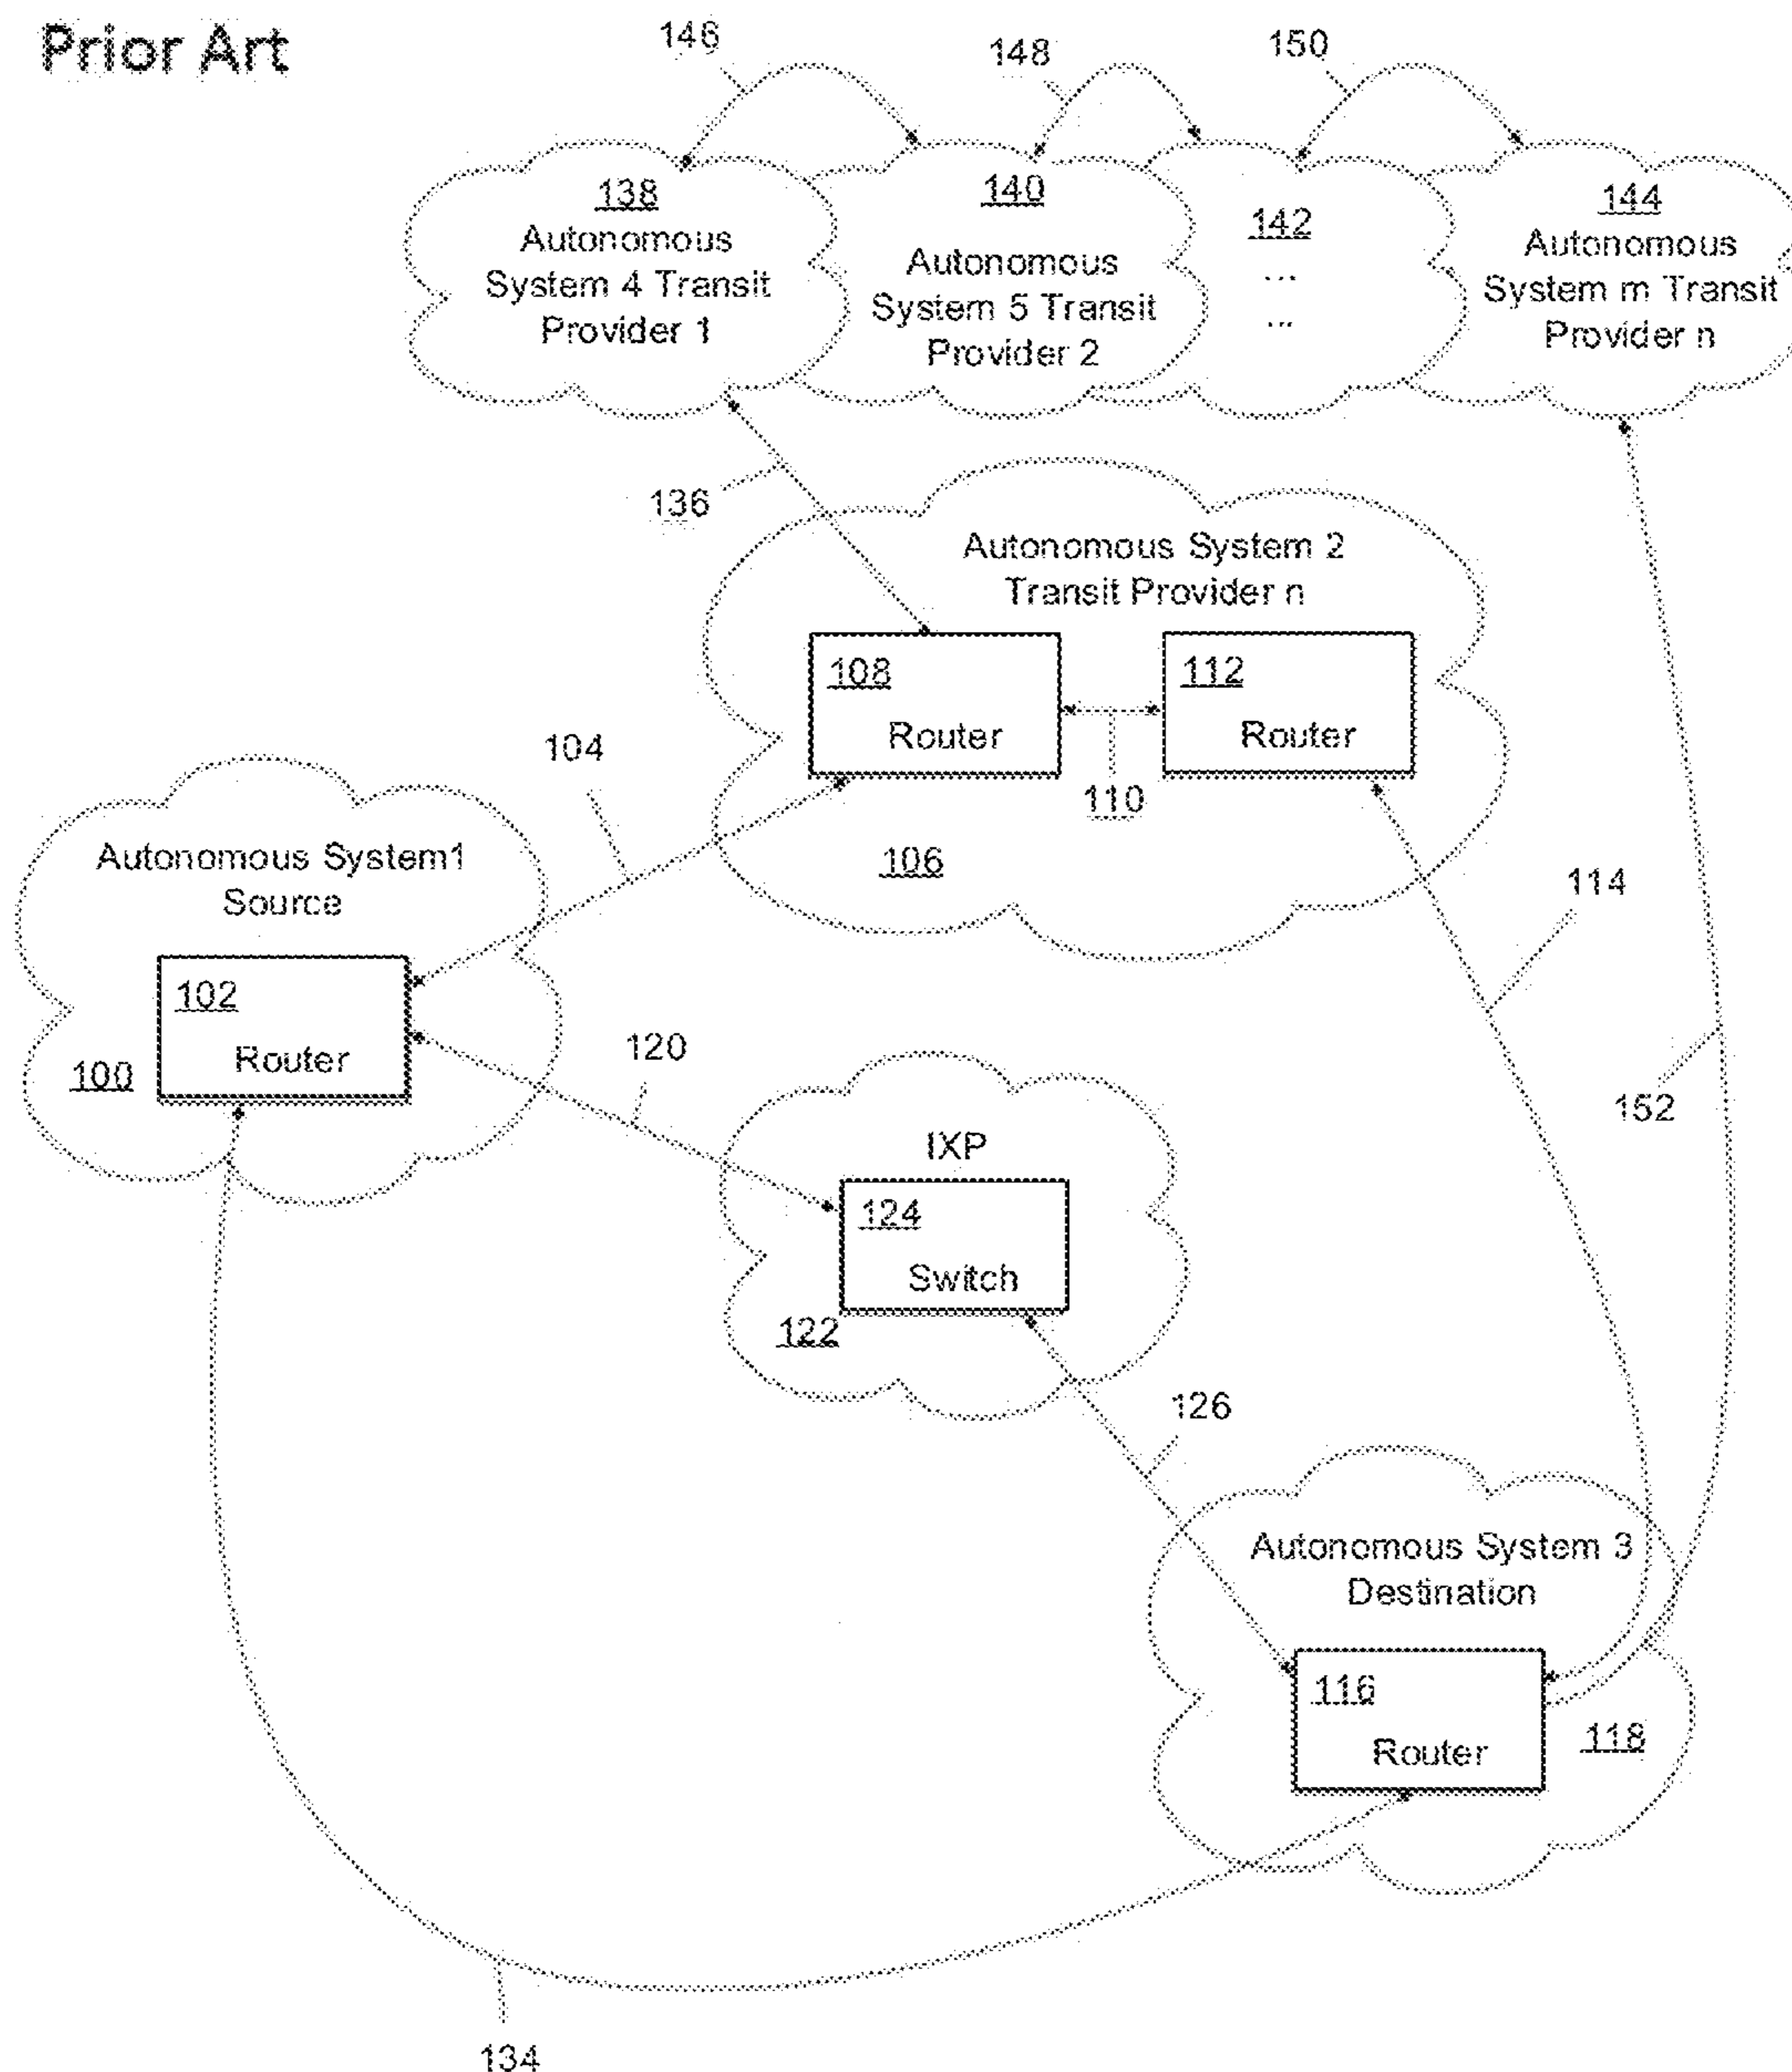 Prior Art
146
148
150
138
Autonomous
System 4 Transit
Provider 1
140
Autonomous
System 5 Transit
Provider 2
142
...
...
144
Autonomous
System m Transit
Provider n
136
Autonomous System 2
Transit Provider n
108
Router
112
Router
110
106
104
Autonomous System1
Source
102
Router
100
114
152
120
IXP
124
Switch
122
126
Autonomous System 3
Destination
116
Router
118
134